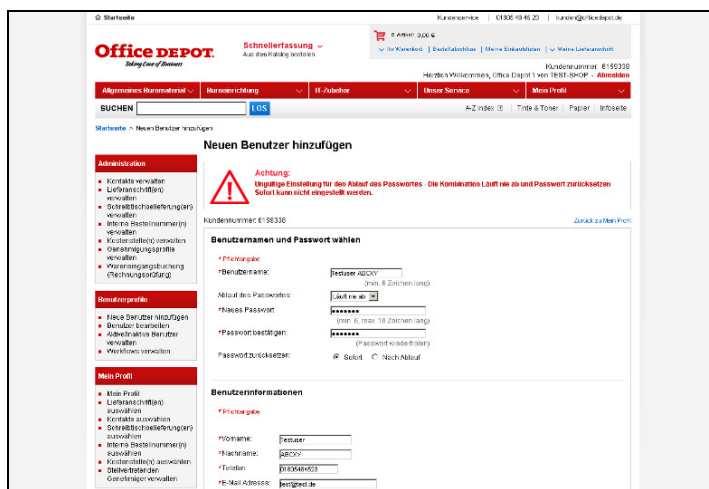 Startseite
Kundenservice | 01805 48 45 23 | kunden@officedepot.de
Office DEPOT.
Taking Care of Business
Schnellerfassung
Aus dem Katalog bestellen
0 Artikel: 0,00 €
Ihr Warenkorb | Bestellabschluss | Meine Einkaufslisten | Meine Lieferanschrift
Kundennummer: 6159338
Herzlich Willkommen, Office Depot 1 von TEST-SHOP - Abmelden
Allgemeines Büromaterial
Büroeinrichtung
IT-Zubehör
Unser Service
Mein Profil
SUCHEN
LOS
A-Z Index | Tinte & Toner | Papier | Infoseite
Startseite > Neuen Benutzer hinzufügen
Neuen Benutzer hinzufügen
Administration
Kontakte verwalten
Lieferanschrift(en)
verwalten
Schreibtischbelieferung(en)
verwalten
Interne Bestellnummer(n)
verwalten
Kostenstelle(n) verwalten
Genehmigungsprofile
verwalten
Wareneingangsbuchung
(Rechnungsprüfung)
Benutzerprofile
Neue Benutzer hinzufügen
Benutzer bearbeiten
Aktive/Inaktive Benutzer
verwalten
Workflows verwalten
Mein Profil
Mein Profil
Lieferanschrift(en)
auswählen
Kontakte auswählen
Schreibtischbelieferung(en)
auswählen
Interne Bestellnummer(n)
auswählen
Kostenstelle(n) auswählen
Stellvertretenden
Genehmiger verwalten
Achtung:
Ungültige Einstellung für den Ablauf des Passwortes - Die Kombination Läuft nie ab und Passwort zurücksetzen
Sofort kann nicht eingestellt werden.
Kundennummer: 6159338
Zurück zu Mein Profil
Benutzernamen und Passwort wählen
* Pflichtangabe
*Benutzername: Testuser ABCXY
(min. 6 Zeichen lang)
Ablauf des Passwortes: Läuft nie ab
*Neues Passwort
(min. 6, max. 10 Zeichen lang)
*Passwort bestätigen:
(Passwort wiederholen)
Passwort zurücksetzen: Sofort Nach Ablauf
Benutzerinformationen
* Pflichtangabe
*Vorname: Testuser
*Nachname: ABCXY
*Telefon: 01805484523
*E-Mail Adresse: test@test.de